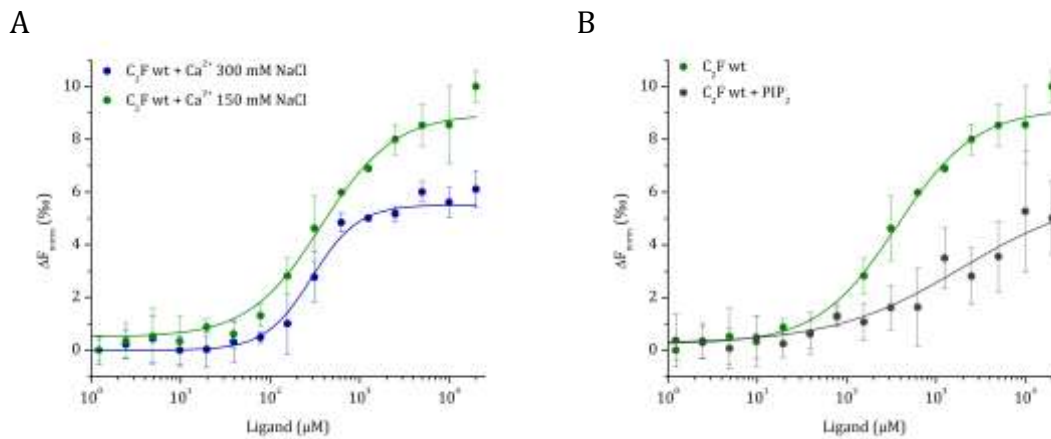 A
B
C₂F wt + Ca²⁺ 300 mM NaCl
C₂F wt + Ca²⁺ 150 mM NaCl
C₂F wt
C₂F wt + PIP₂
10
8
6
4
2
0
ΔF (‰)
10⁰ 10¹ 10² 10³ 10⁴
Ligand (µM)
10
8
6
4
2
0
ΔF (‰)
10⁰ 10¹ 10² 10³ 10⁴
Ligand (µM)